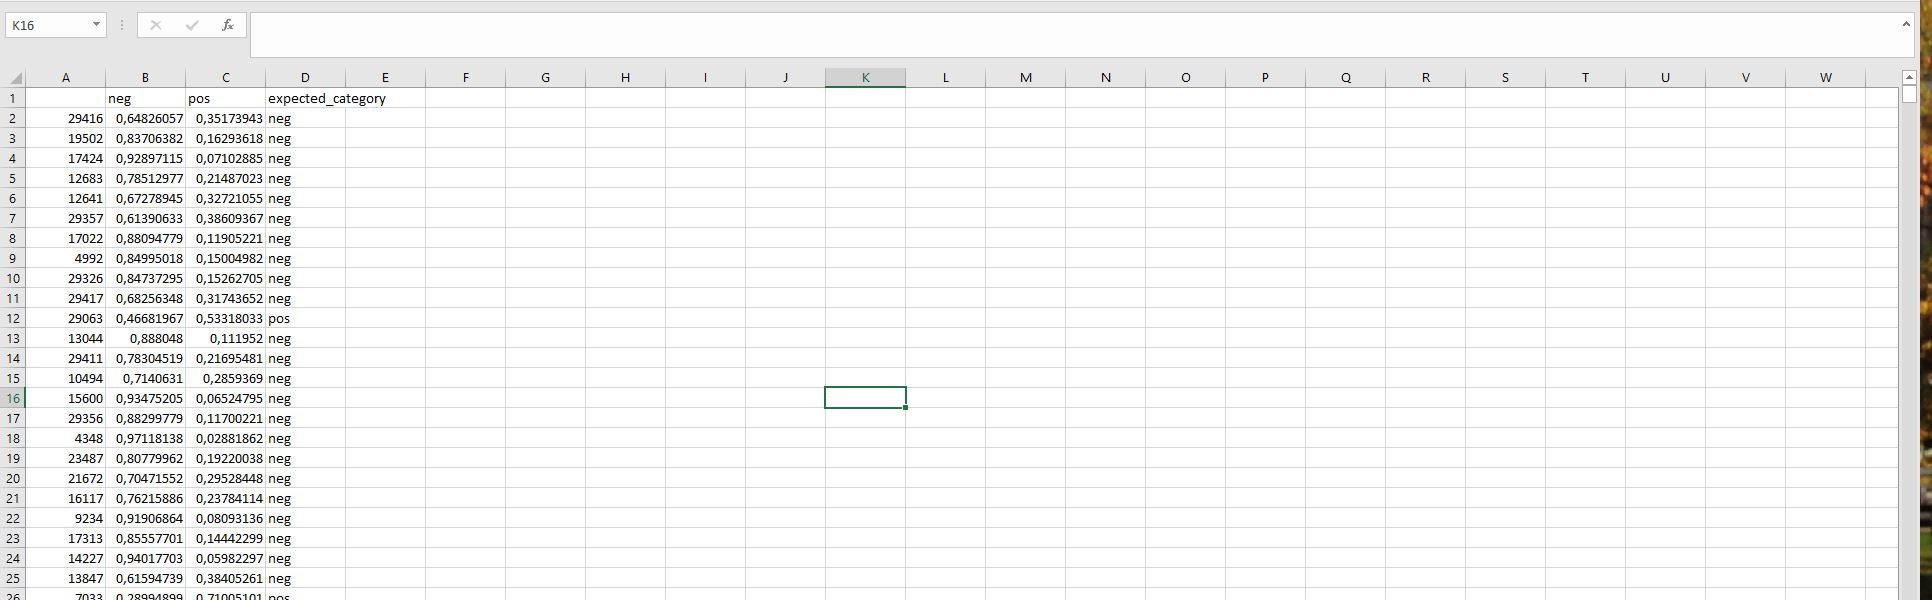 K16 fx
A B C D E F G H I J K L M N O P Q R S T U V W
1 neg pos expected_category
2 29416 0,64826057 0,35173943 neg
3 19502 0,83706382 0,16293618 neg
4 17424 0,92897115 0,07102885 neg
5 12683 0,78512977 0,21487023 neg
6 12641 0,67278945 0,32721055 neg
7 29357 0,61390633 0,38609367 neg
8 17022 0,88094779 0,11905221 neg
9 4992 0,84995018 0,15004982 neg
10 29326 0,84737295 0,15262705 neg
11 29417 0,68256348 0,31743652 neg
12 29063 0,46681967 0,53318033 pos
13 13044 0,888048 0,111952 neg
14 29411 0,78304519 0,21695481 neg
15 10494 0,7140631 0,2859369 neg
16 15600 0,93475205 0,06524795 neg
17 29356 0,88299779 0,11700221 neg
18 4348 0,97118138 0,02881862 neg
19 23487 0,80779962 0,19220038 neg
20 21672 0,70471552 0,29528448 neg
21 16117 0,76215886 0,23784114 neg
22 9234 0,91906864 0,08093136 neg
23 17313 0,85557701 0,14442299 neg
24 14227 0,94017703 0,05982297 neg
25 13847 0,61594739 0,38405261 neg
26 7033 0,28994899 0,71005101 pos